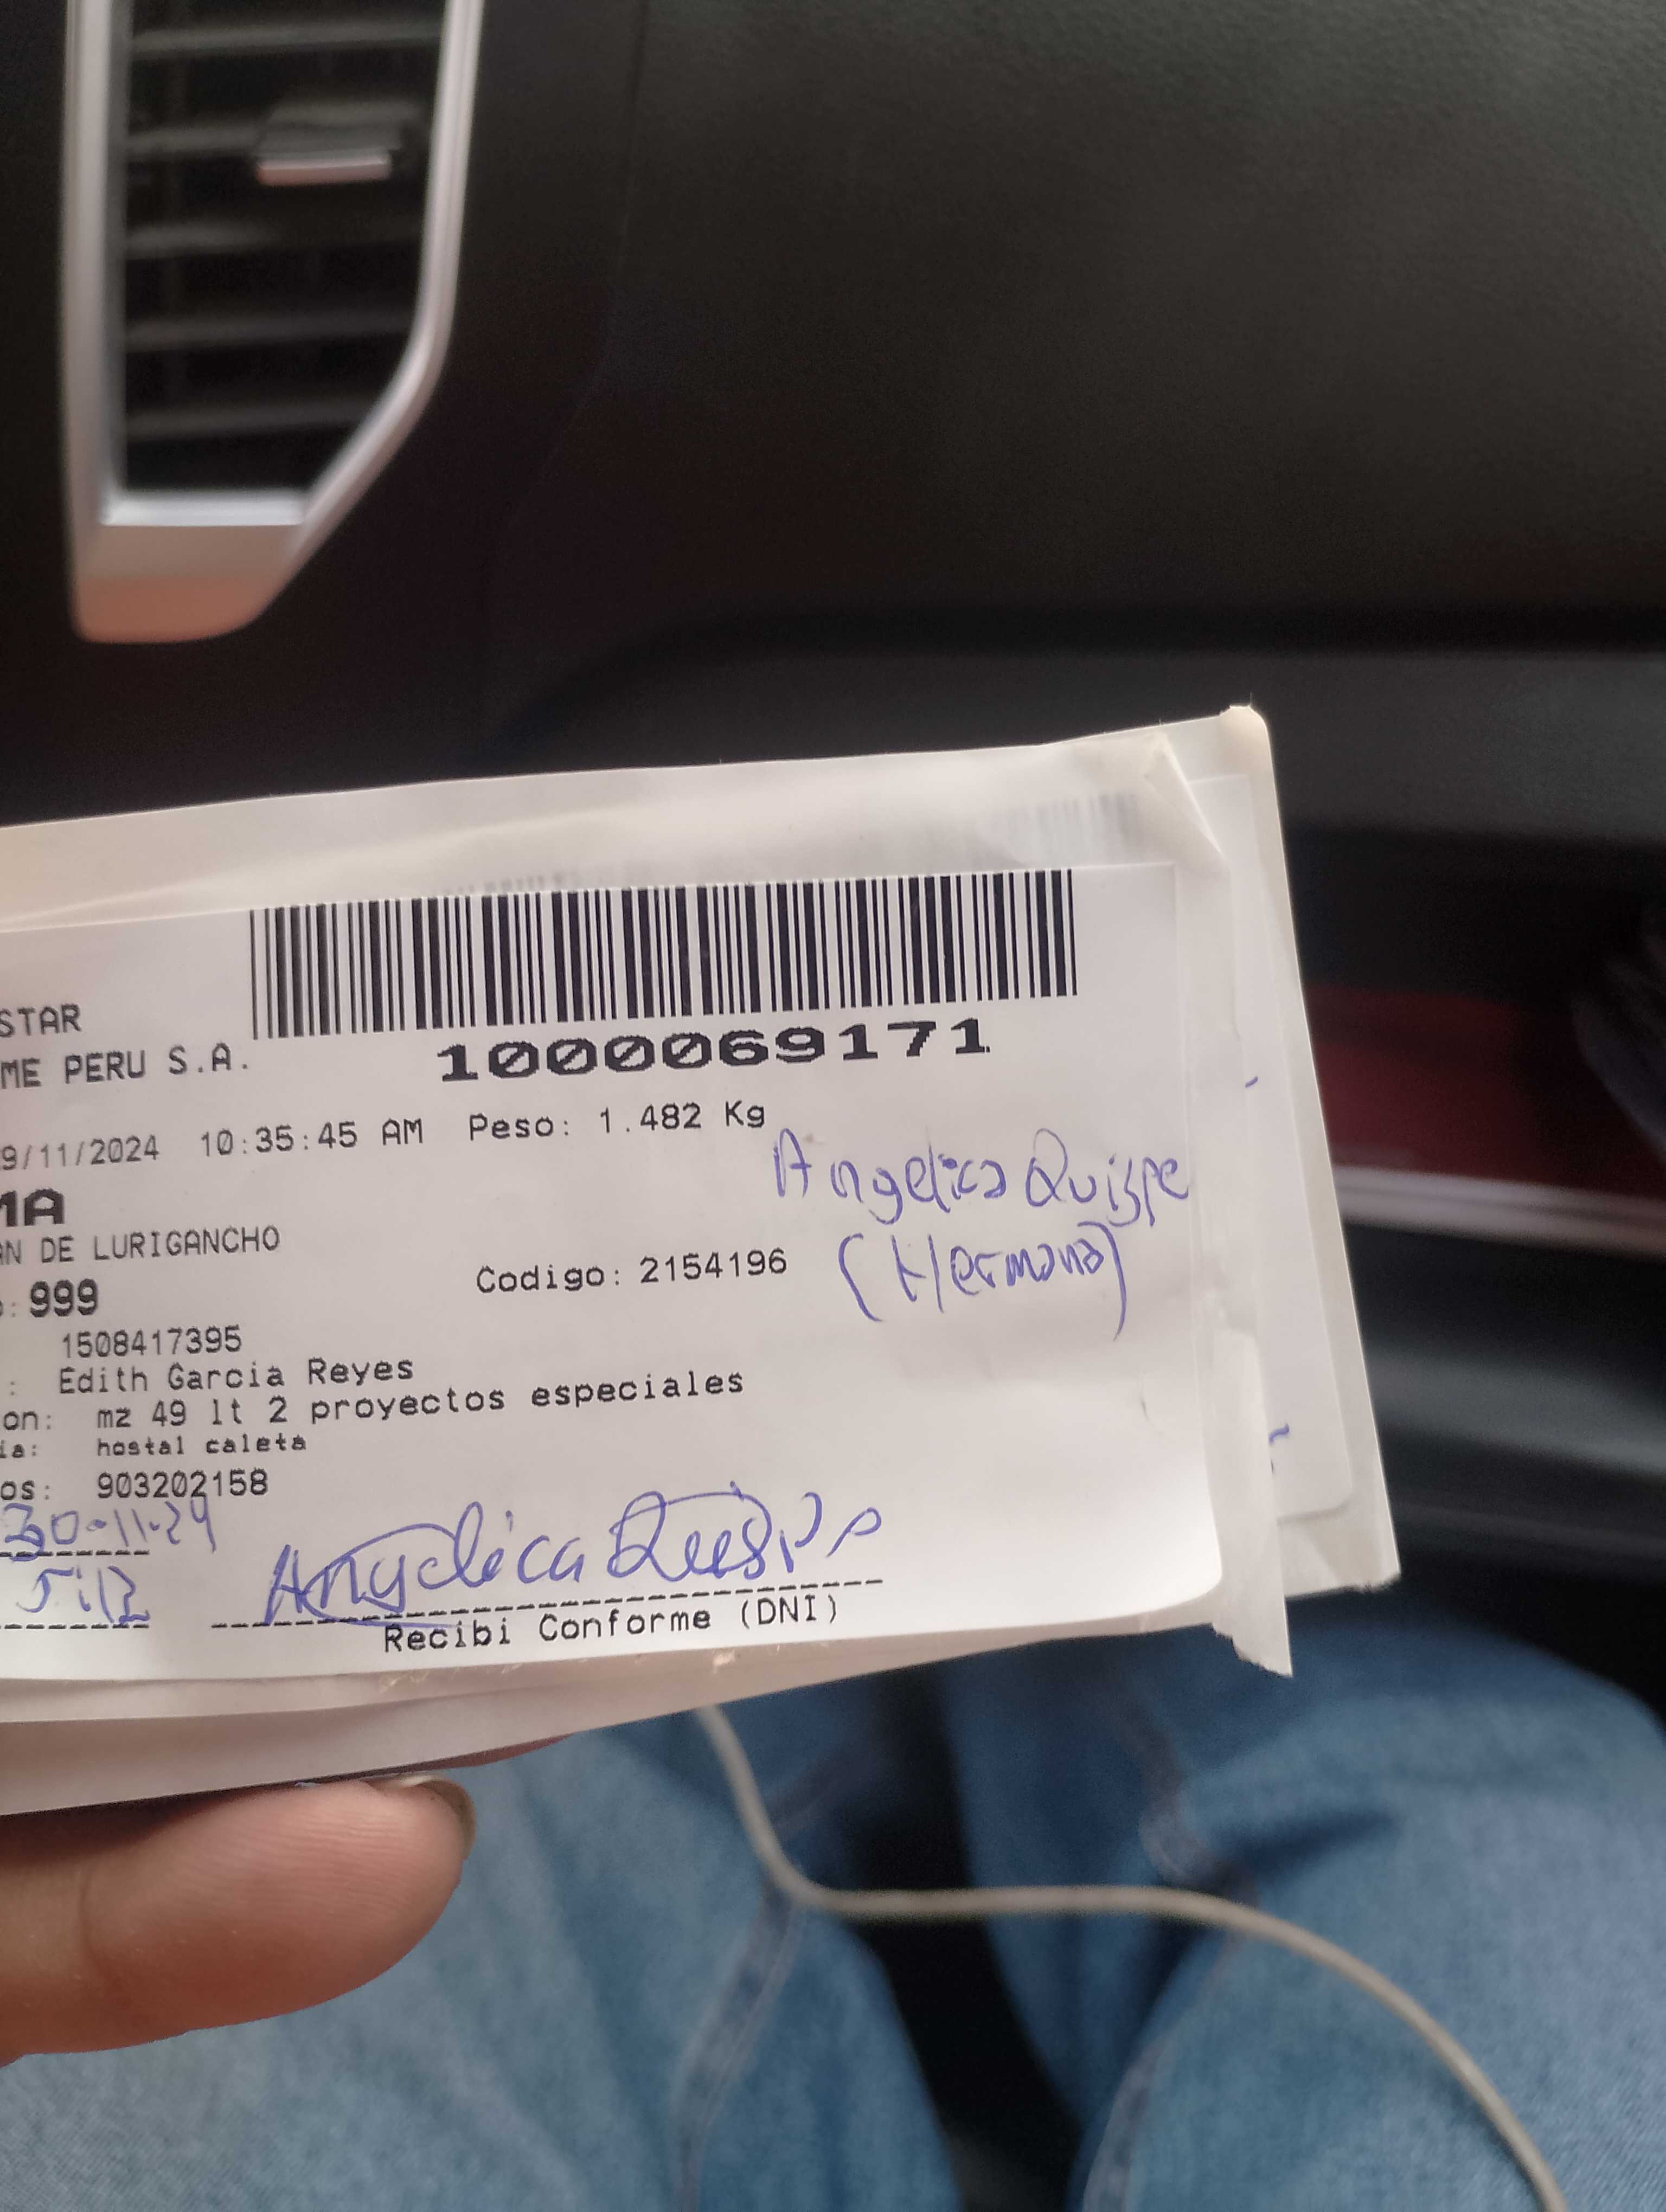 STAR
ME PERU S.A.
1000069171
9/11/2024 10:35:45 AM Peso: 1.482 Kg
MA
Angelica Quispe
AN DE LURIGANCHO
(Hermana)
Codigo: 2154196
: 999
1508417395
: Edith Garcia Reyes
on: mz 49 lt 2 proyectos especiales
ia: hostal caleta
os: 903202158
30-11-24
Angelica Quispe
Recibi Conforme (DNI)